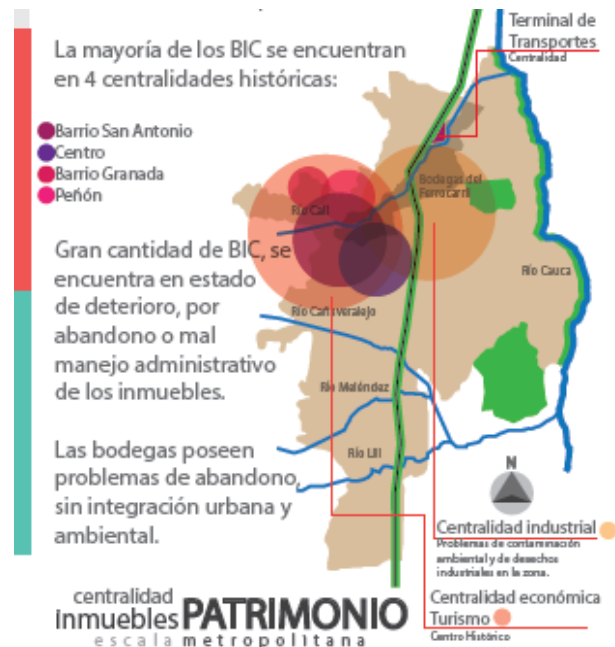 Terminal de
Transportes
Centralidad
La mayoría de los BIC se encuentran
en 4 centralidades históricas:
Barrio San Antonio
Centro
Barrio Granada
Peñón
Bodegas del
Ferrocarril
Río Cali
Gran cantidad de BIC, se
encuentra en estado
de deterioro, por
abandono o mal
manejo administrativo
de los inmuebles.
Río Cauca
Río Cañaveralejo
Río Meléndez
Río Lili
Las bodegas poseen
problemas de abandono,
sin integración urbana y
ambiental.
N
Centralidad industrial
Problemas de contaminación
ambiental y de desechos
industriales en la zona.
Centralidad económica
Turismo
Centro Histórico
centralidad
inmuebles PATRIMONIO
escala metropolitana